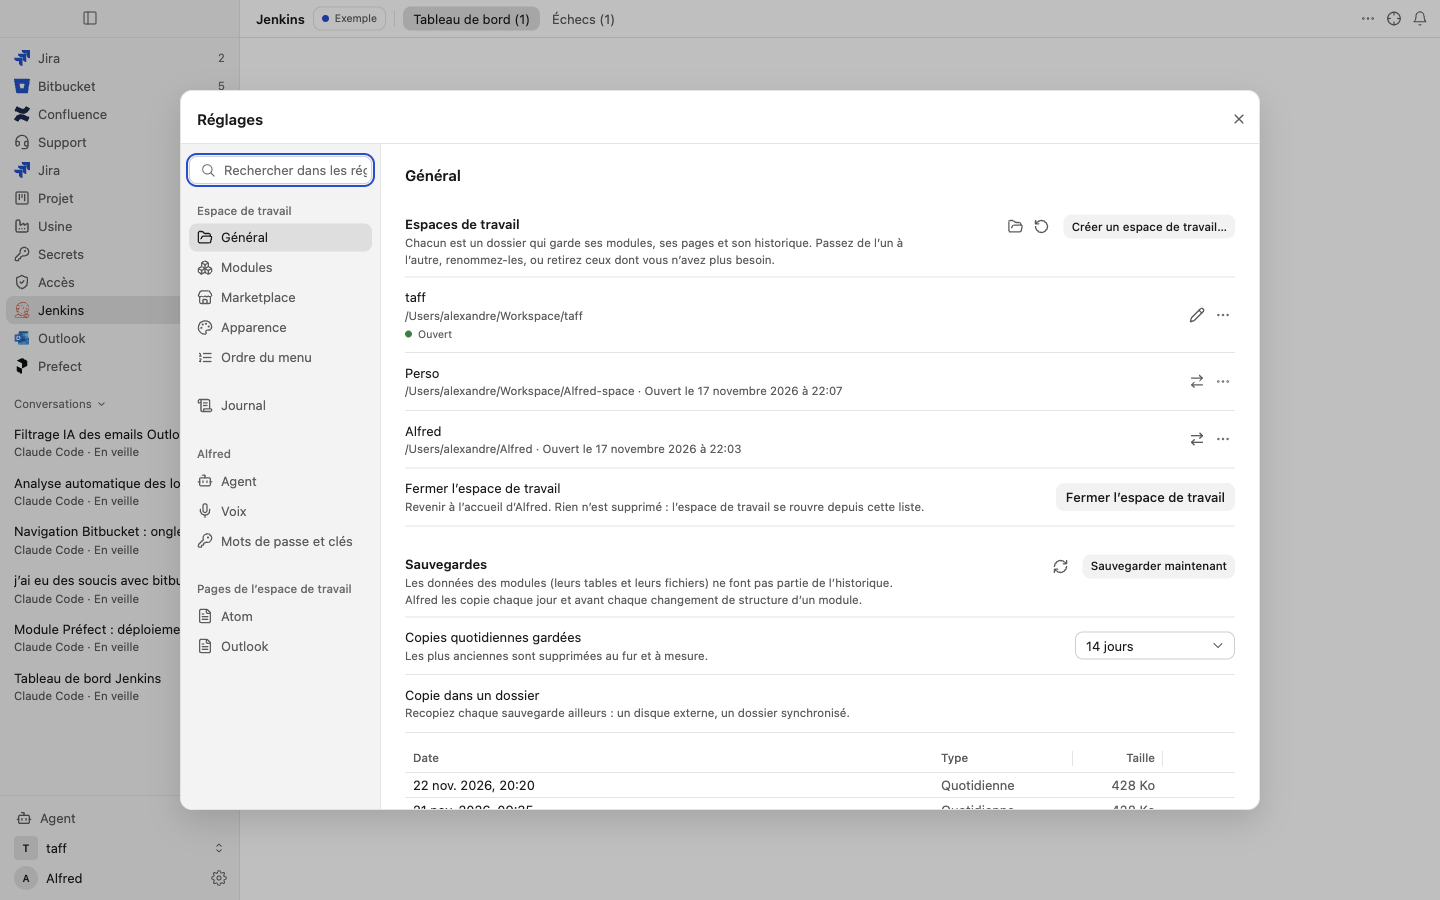 Jenkins
Exemple
Tableau de bord (1)
Échecs (1)
Jira
2
Bitbucket
5
Confluence
Support
Jira
Projet
Usine
Secrets
Accès
Jenkins
Outlook
Prefect
Conversations
Filtrage IA des emails Outlo
Claude Code · En veille
Analyse automatique des lo
Claude Code · En veille
Navigation Bitbucket : ongle
Claude Code · En veille
j’ai eu des soucis avec bitbu
Claude Code · En veille
Module Préfect : déploieme
Claude Code · En veille
Tableau de bord Jenkins
Claude Code · En veille
Agent
T
taff
A
Alfred
Réglages
Rechercher dans les rég
Espace de travail
Général
Modules
Marketplace
Apparence
Ordre du menu
Journal
Alfred
Agent
Voix
Mots de passe et clés
Pages de l’espace de travail
Atom
Outlook
Général
Espaces de travail
Chacun est un dossier qui garde ses modules, ses pages et son historique. Passez de l’un à
l’autre, renommez-les, ou retirez ceux dont vous n’avez plus besoin.
Créer un espace de travail...
taff
/Users/alexandre/Workspace/taff
Ouvert
Perso
/Users/alexandre/Workspace/Alfred-space · Ouvert le 17 novembre 2026 à 22:07
Alfred
/Users/alexandre/Alfred · Ouvert le 17 novembre 2026 à 22:03
Fermer l’espace de travail
Revenir à l’accueil d’Alfred. Rien n’est supprimé : l’espace de travail se rouvre depuis cette liste.
Fermer l’espace de travail
Sauvegardes
Les données des modules (leurs tables et leurs fichiers) ne font pas partie de l’historique.
Alfred les copie chaque jour et avant chaque changement de structure d’un module.
Sauvegarder maintenant
Copies quotidiennes gardées
Les plus anciennes sont supprimées au fur et à mesure.
14 jours
Copie dans un dossier
Recopiez chaque sauvegarde ailleurs : un disque externe, un dossier synchronisé.
Date
Type
Taille
22 nov. 2026, 20:20
Quotidienne
428 Ko